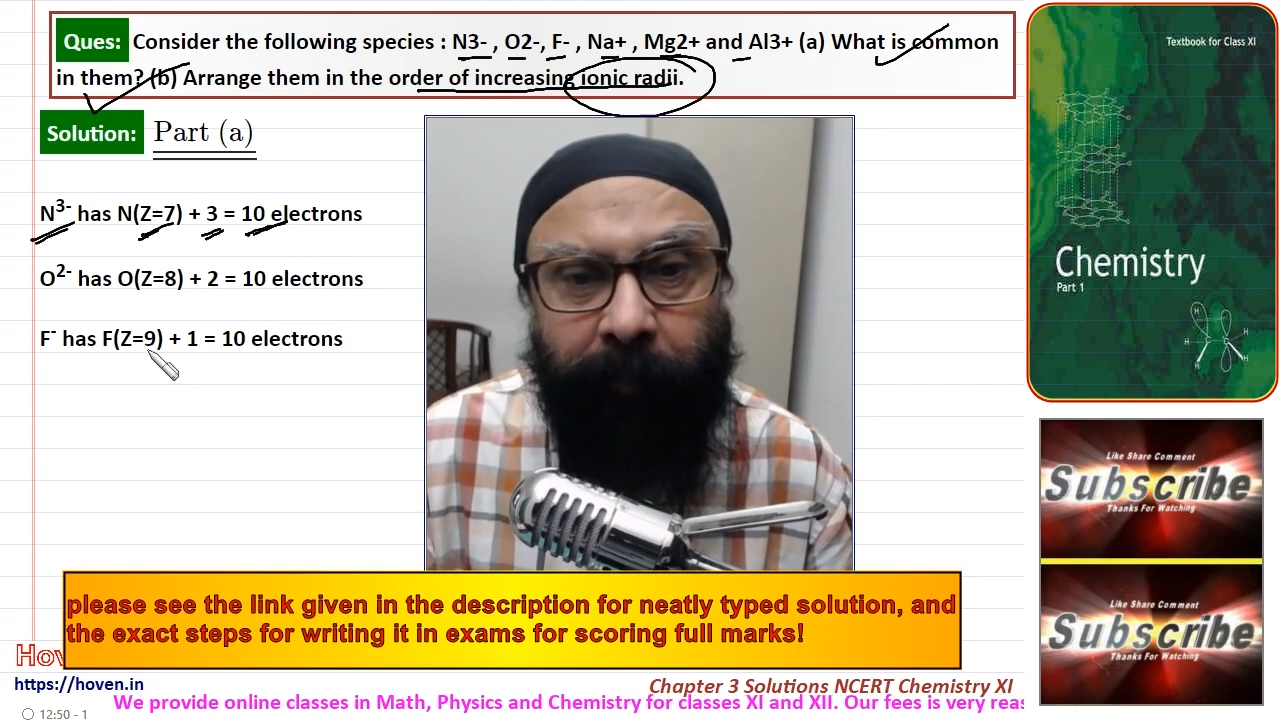 Ques: Consider the following species : N3- , O2-, F- , Na+ , Mg2+ and Al3+ (a) What is common
in them? (b) Arrange them in the order of increasing ionic radii.
Solution: Part (a)
N3- has N(Z=7) + 3 = 10 electrons
O2- has O(Z=8) + 2 = 10 electrons
F- has F(Z=9) + 1 = 10 electrons
Textbook for Class XI
Chemistry
Part 1
H
H
H
H
Like Share Comment
Subscribe
Thanks For Watching
Like Share Comment
Subscribe
Thanks For Watching
please see the link given in the description for neatly typed solution, and
the exact steps for writing it in exams for scoring full marks!
Hov
https://hoven.in
Chapter 3 Solutions NCERT Chemistry XI
We provide online classes in Math, Physics and Chemistry for classes XI and XII. Our fees is very reas
12:50 - 1